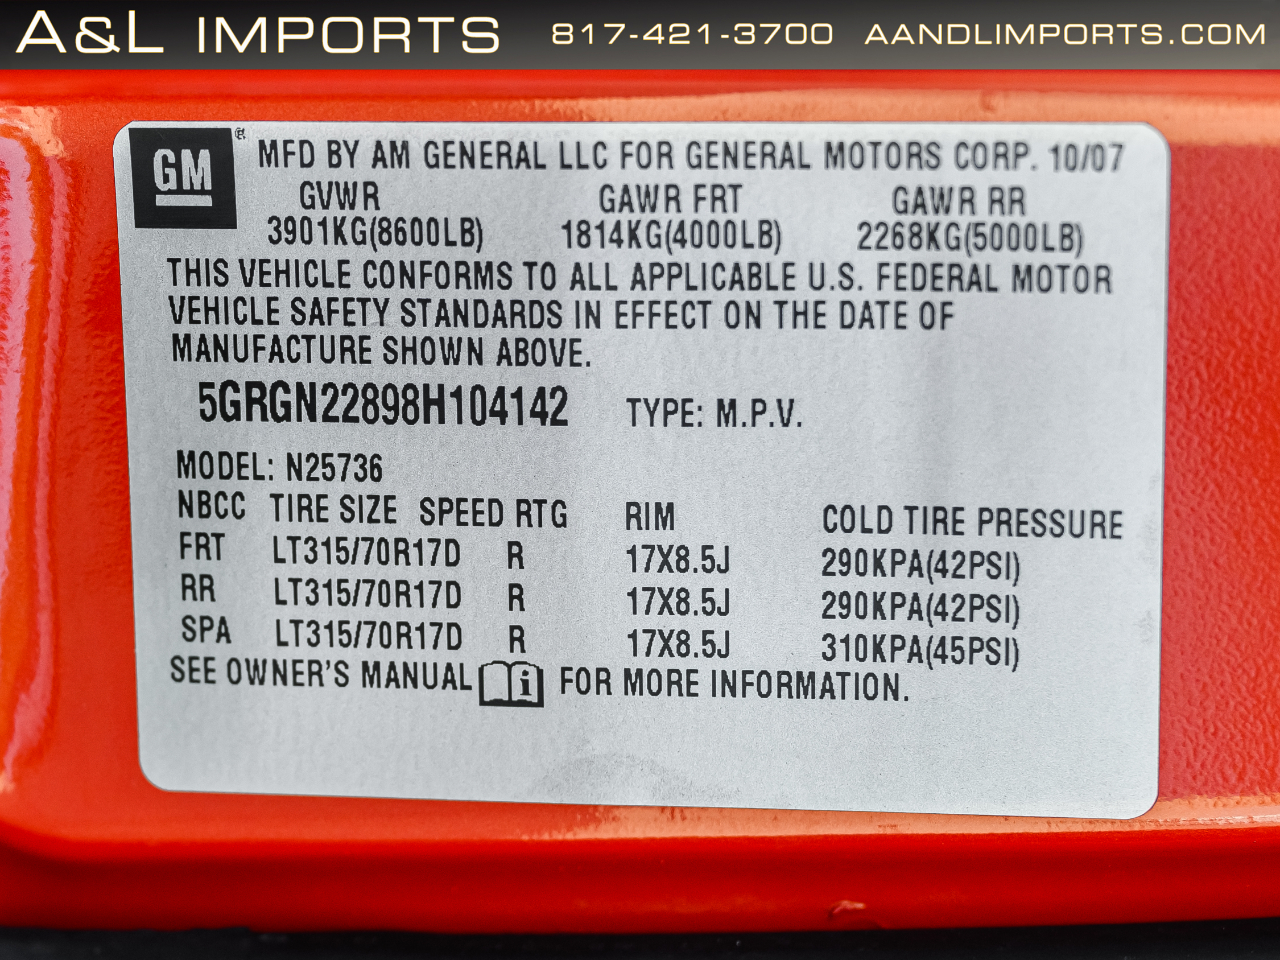 A&L IMPORTS 817-421-3700 AANDLIMPORTS.COM
GM MFD BY AM GENERAL LLC FOR GENERAL MOTORS CORP. 10/07
GVWR GAWR FRT GAWR RR
3901KG(8600LB) 1814KG(4000LB) 2268KG(5000LB)
THIS VEHICLE CONFORMS TO ALL APPLICABLE U.S. FEDERAL MOTOR
VEHICLE SAFETY STANDARDS IN EFFECT ON THE DATE OF
MANUFACTURE SHOWN ABOVE.
5GRGN22898H104142 TYPE: M.P.V.
MODEL: N25736
NBCC TIRE SIZE SPEED RTG RIM COLD TIRE PRESSURE
FRT LT315/70R17D R 17X8.5J 290KPA(42PSI)
RR LT315/70R17D R 17X8.5J 290KPA(42PSI)
SPA LT315/70R17D R 17X8.5J 310KPA(45PSI)
SEE OWNER'S MANUAL i FOR MORE INFORMATION.